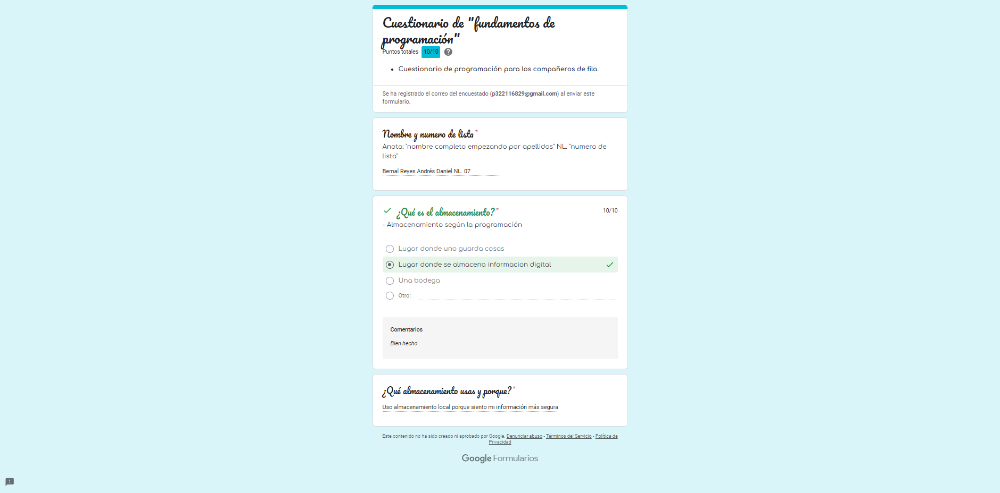 Cuestionario de "fundamentos de
programación"
Puntos totales 10/10 ?
• Cuestionario de programación para los compañeros de fila.
Se ha registrado el correo del encuestado (p322116829@gmail.com) al enviar este
formulario.
Nombre y numero de lista *
Anota: "nombre completo empezando por apellidos" NL. "numero de
lista"
Bernal Reyes Andrés Daniel NL. 07
¿Qué es el almacenamiento? * 10/10
- Almacenamiento según la programación
Lugar donde uno guarda cosas
Lugar donde se almacena informacion digital
Una bodega
Otro:
Comentarios
Bien hecho
¿Qué almacenamiento usas y porque? *
Uso almacenamiento local porque siento mi información más segura
Este contenido no ha sido creado ni aprobado por Google. Denunciar abuso - Términos del Servicio - Política de
Privacidad
Google Formularios